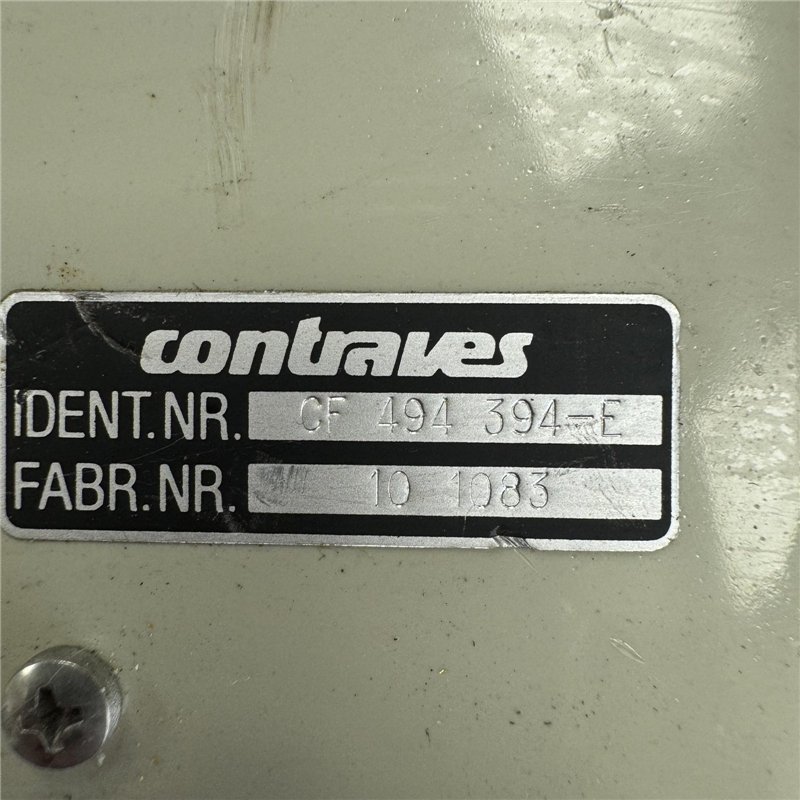 contraves
IDENT.NR. CF 494 394-E
FABR.NR. 10 1083